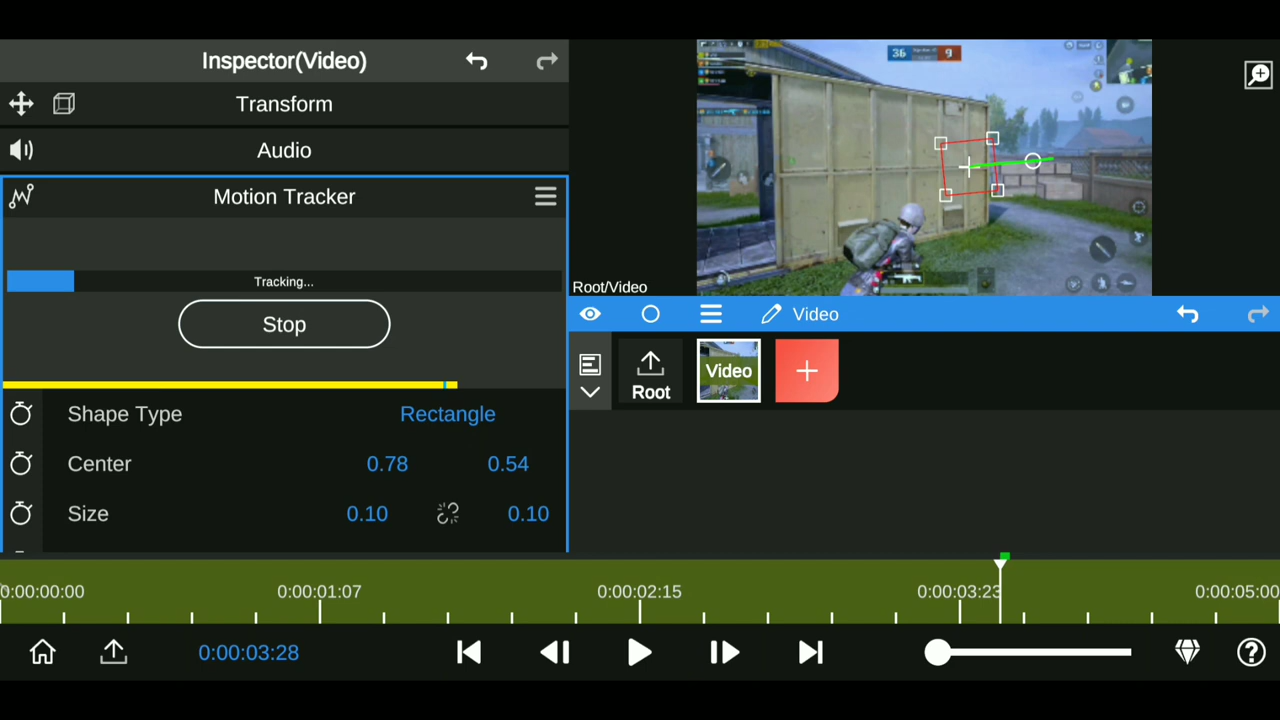 Inspector(Video)
Transform
Audio
Motion Tracker
Tracking...
Stop
Shape Type Rectangle
Center 0.78 0.54
Size 0.10 0.10
36 9
Root/Video
Video
Root
Video
0:00:00:00 0:00:01:07 0:00:02:15 0:00:03:23 0:00:05:00
0:00:03:28